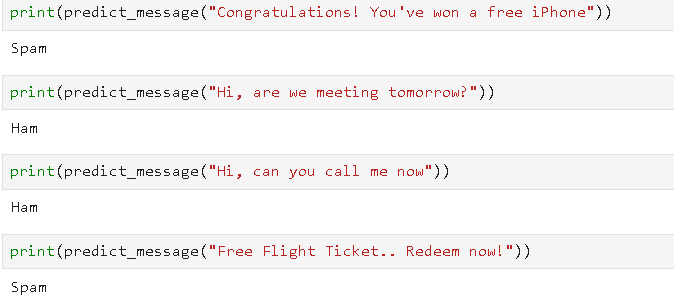 print(predict_message("Congratulations! You've won a free iPhone"))
Spam
print(predict_message("Hi, are we meeting tomorrow?"))
Ham
print(predict_message("Hi, can you call me now"))
Ham
print(predict_message("Free Flight Ticket.. Redeem now!"))
Spam